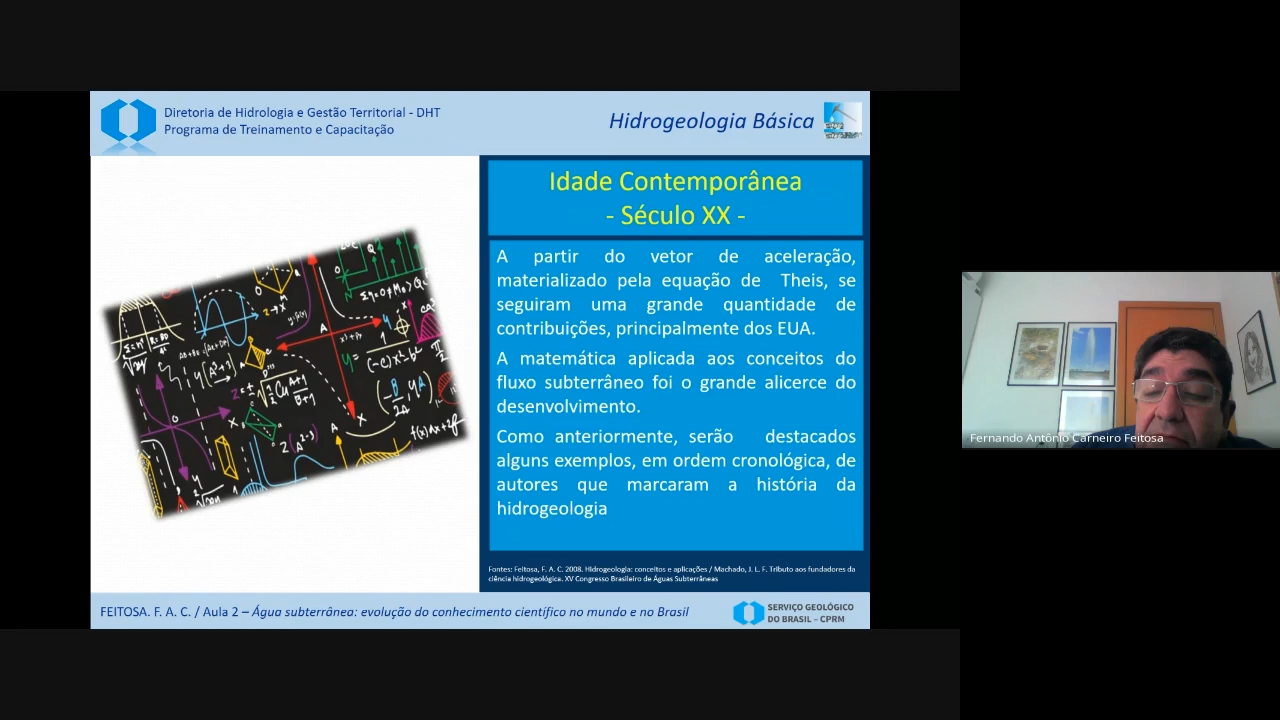 Diretoria de Hidrologia e Gestão Territorial - DHT
Programa de Treinamento e Capacitação
Hidrogeologia Básica
Idade Contemporânea
- Século XX -
A partir do vetor de aceleração,
materializado pela equação de Theis, se
seguiram uma grande quantidade de
contribuições, principalmente dos EUA.
A matemática aplicada aos conceitos do
fluxo subterrâneo foi o grande alicerce do
desenvolvimento.
Como anteriormente, serão destacados
alguns exemplos, em ordem cronológica, de
autores que marcaram a história da
hidrogeologia
Fontes: Feitosa, F. A. C. 2008. Hidrogeologia: conceitos e aplicações / Machado, J. L. F. Tributo aos fundadores da
ciência hidrogeológica. XV Congresso Brasileiro de Águas Subterrâneas
FEITOSA. F. A. C. / Aula 2 – Água subterrânea: evolução do conhecimento científico no mundo e no Brasil
SERVIÇO GEOLÓGICO
DO BRASIL – CPRM
Fernando Antônio Carneiro Feitosa